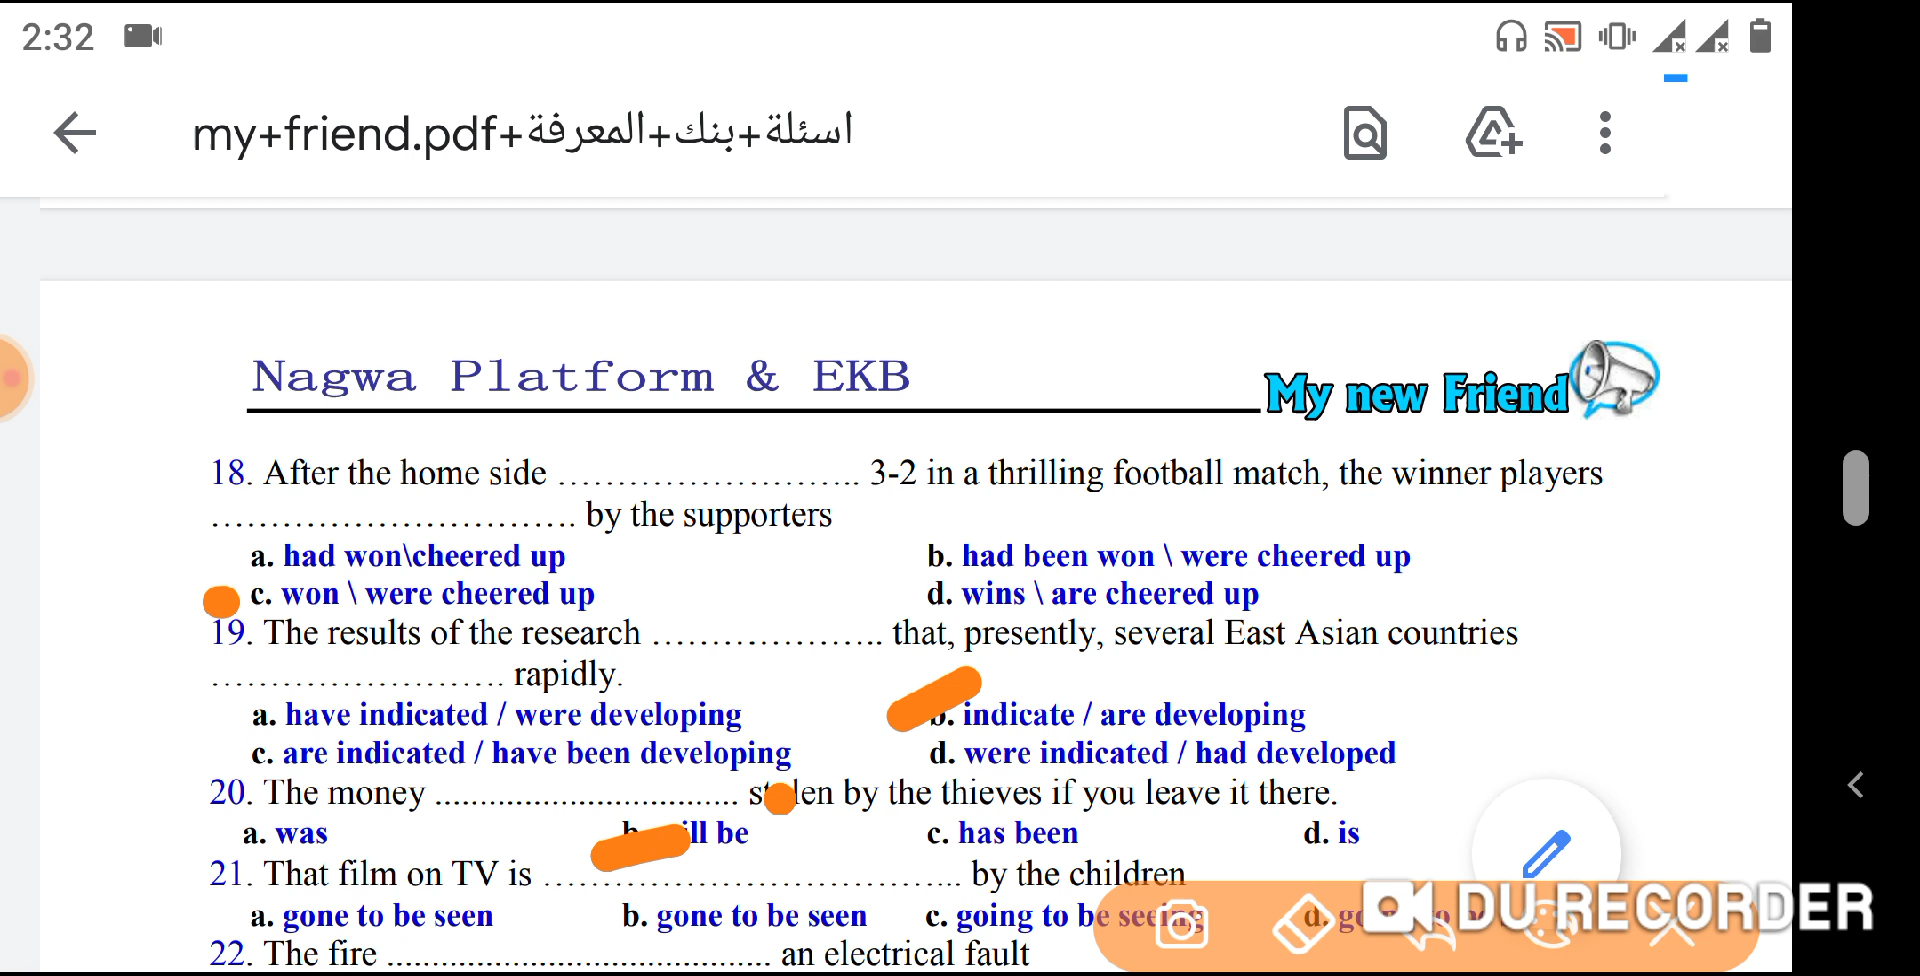 2:32
my+friend.pdf+اسئلة+بنك+المعرفة
Nagwa Platform & EKB
My new Friend
18. After the home side ............................ 3-2 in a thrilling football match, the winner players
............................... by the supporters
a. had won\cheered up
b. had been won \ were cheered up
c. won \ were cheered up
d. wins \ are cheered up
19. The results of the research .................... that, presently, several East Asian countries
......................... rapidly.
a. have indicated / were developing
b. indicate / are developing
c. are indicated / have been developing
d. were indicated / had developed
20. The money .................................. stolen by the thieves if you leave it there.
a. was
b. will be
c. has been
d. is
21. That film on TV is ..................................... by the children
a. gone to be seen
b. gone to be seen
c. going to be seeing
d.
22. The fire ........................................... an electrical fault
DU RECORDER